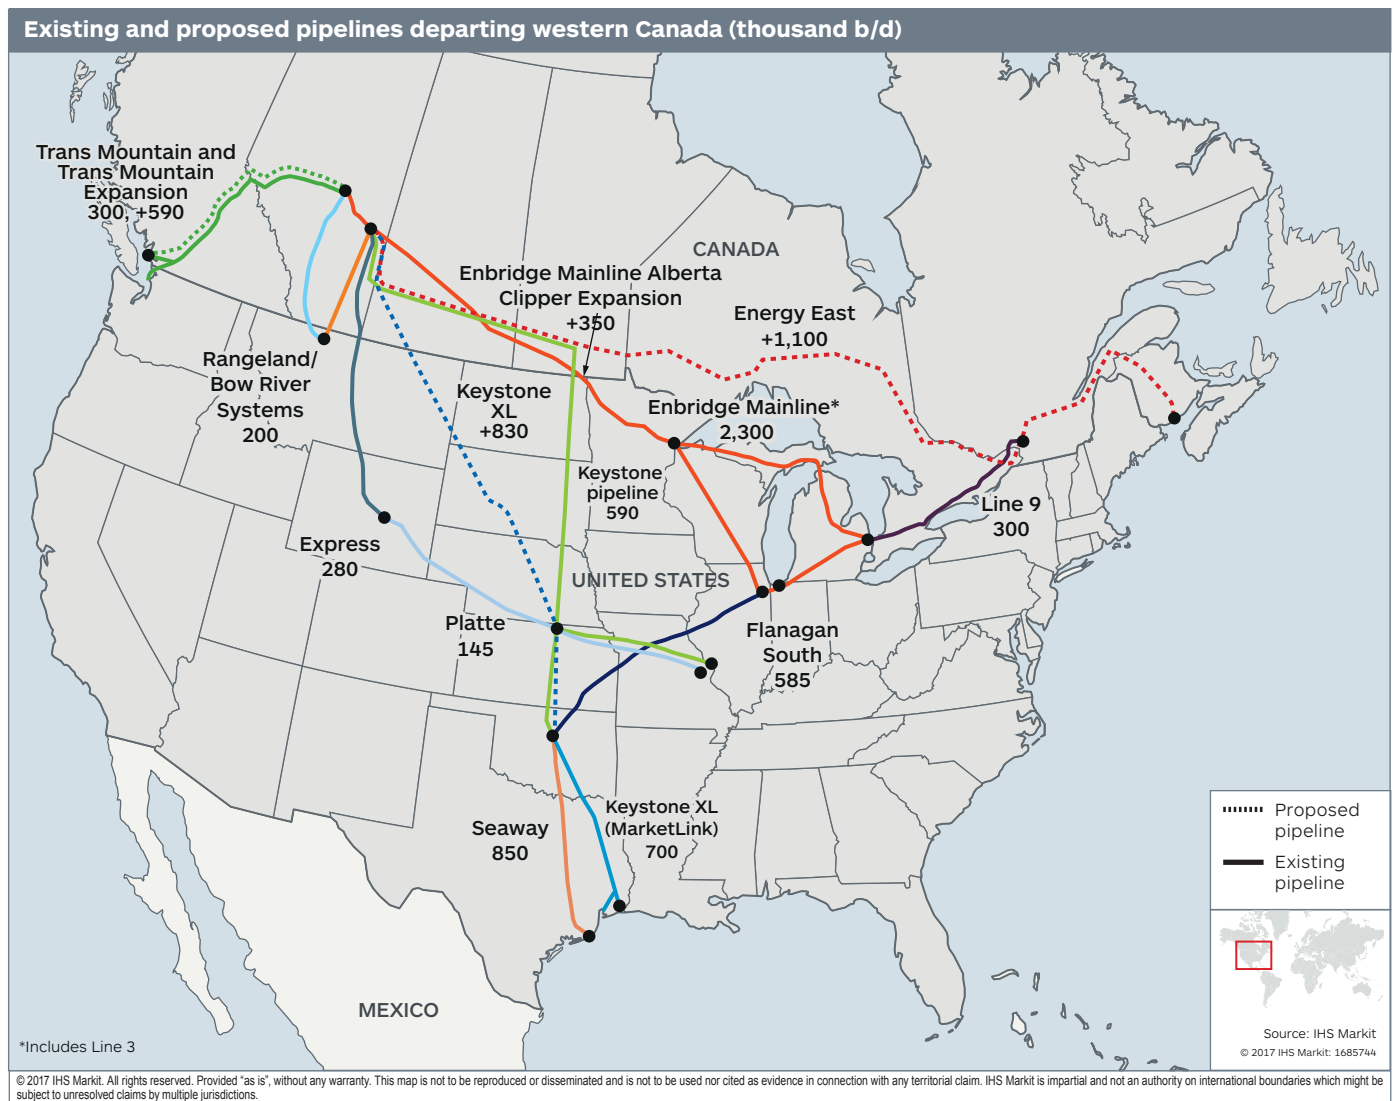 Existing and proposed pipelines departing western Canada (thousand b/d)
Trans Mountain and
Trans Mountain
Expansion
300, +590
CANADA
Enbridge Mainline Alberta
Clipper Expansion
+350
Energy East
+1,100
Rangeland/
Bow River
Systems
200
Keystone
XL
+830
Enbridge Mainline*
2,300
Keystone
pipeline
590
Line 9
300
Express
280
UNITED STATES
Platte
145
Flanagan
South
585
Seaway
850
Keystone XL
(MarketLink)
700
Proposed
pipeline
Existing
pipeline
MEXICO
*Includes Line 3
Source: IHS Markit
© 2017 IHS Markit: 1685744
© 2017 IHS Markit. All rights reserved. Provided “as is”, without any warranty. This map is not to be reproduced or disseminated and is not to be used nor cited as evidence in connection with any territorial claim. IHS Markit is impartial and not an authority on international boundaries which might be
subject to unresolved claims by multiple jurisdictions.